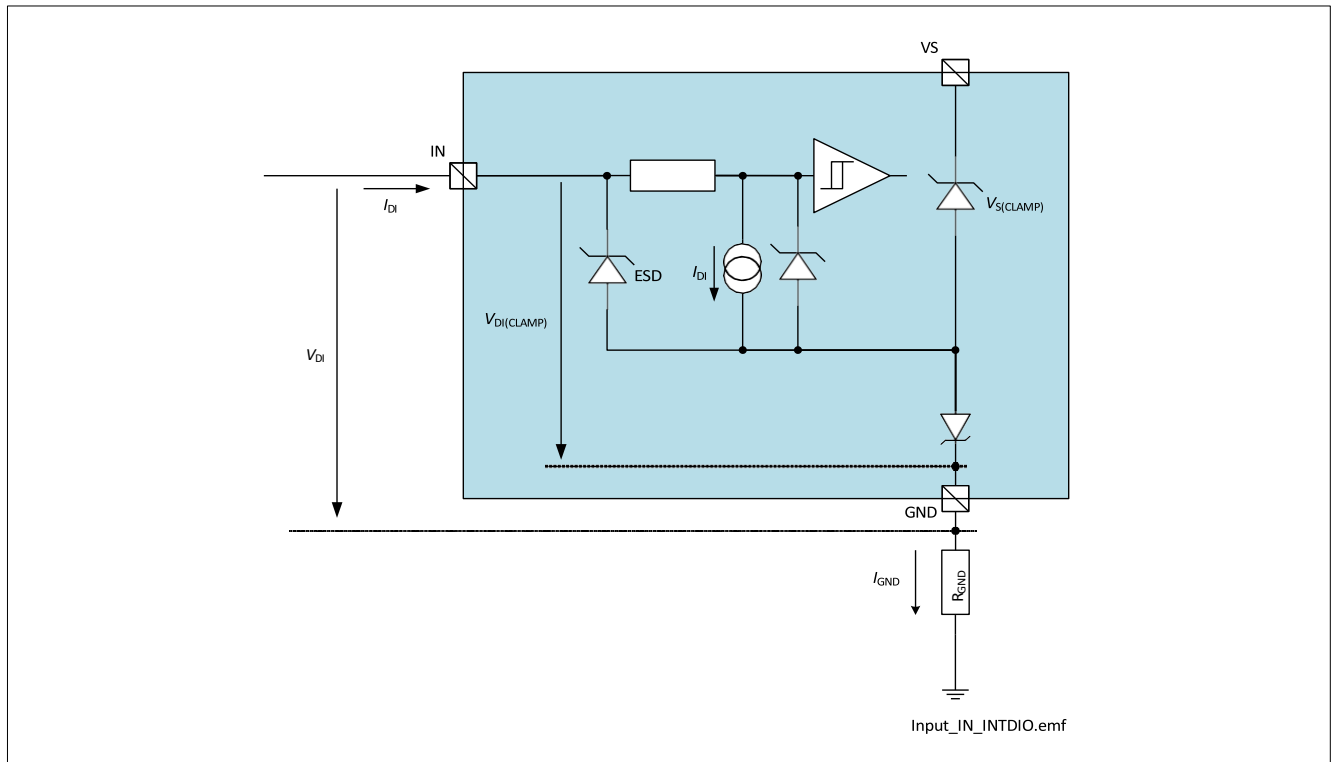 VS
IN
IDI
VS(CLAMP)
ESD
IDI
VDI(CLAMP)
VDI
GND
IGND
RGND
Input_IN_INTDIO.emf